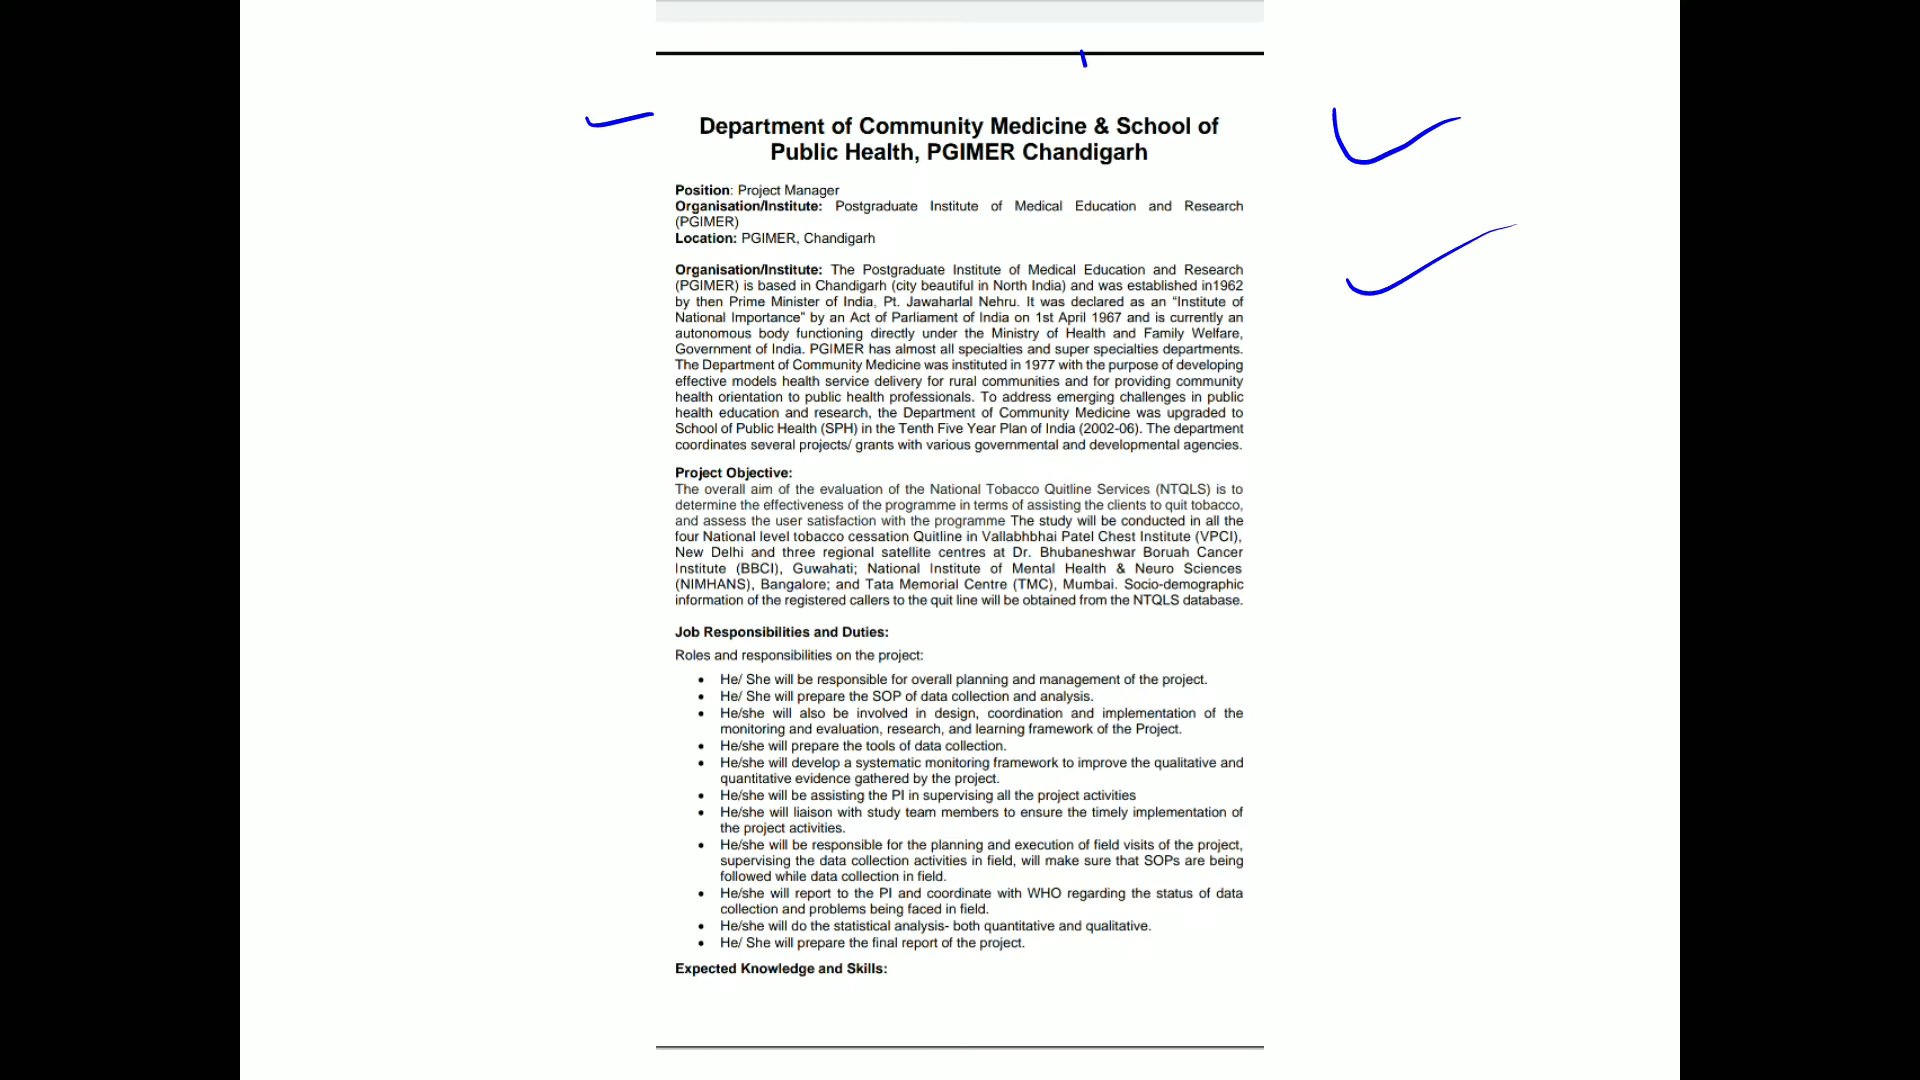 Department of Community Medicine & School of
Public Health, PGIMER Chandigarh
Position: Project Manager
Organisation/Institute: Postgraduate Institute of Medical Education and Research
(PGIMER)
Location: PGIMER, Chandigarh
Organisation/Institute: The Postgraduate Institute of Medical Education and Research
(PGIMER) is based in Chandigarh (city beautiful in North India) and was established in1962
by then Prime Minister of India, Pt. Jawaharlal Nehru. It was declared as an “Institute of
National Importance” by an Act of Parliament of India on 1st April 1967 and is currently an
autonomous body functioning directly under the Ministry of Health and Family Welfare,
Government of India. PGIMER has almost all specialties and super specialties departments.
The Department of Community Medicine was instituted in 1977 with the purpose of developing
effective models health service delivery for rural communities and for providing community
health orientation to public health professionals. To address emerging challenges in public
health education and research, the Department of Community Medicine was upgraded to
School of Public Health (SPH) in the Tenth Five Year Plan of India (2002-06). The department
coordinates several projects/ grants with various governmental and developmental agencies.
Project Objective:
The overall aim of the evaluation of the National Tobacco Quitline Services (NTQLS) is to
determine the effectiveness of the programme in terms of assisting the clients to quit tobacco,
and assess the user satisfaction with the programme The study will be conducted in all the
four National level tobacco cessation Quitline in Vallabhbhai Patel Chest Institute (VPCI),
New Delhi and three regional satellite centres at Dr. Bhubaneshwar Boruah Cancer
Institute (BBCI), Guwahati; National Institute of Mental Health & Neuro Sciences
(NIMHANS), Bangalore; and Tata Memorial Centre (TMC), Mumbai. Socio-demographic
information of the registered callers to the quit line will be obtained from the NTQLS database.
Job Responsibilities and Duties:
Roles and responsibilities on the project:
• He/ She will be responsible for overall planning and management of the project.
• He/ She will prepare the SOP of data collection and analysis.
• He/she will also be involved in design, coordination and implementation of the
monitoring and evaluation, research, and learning framework of the Project.
• He/she will prepare the tools of data collection.
• He/she will develop a systematic monitoring framework to improve the qualitative and
quantitative evidence gathered by the project.
• He/she will be assisting the PI in supervising all the project activities
• He/she will liaison with study team members to ensure the timely implementation of
the project activities.
• He/she will be responsible for the planning and execution of field visits of the project,
supervising the data collection activities in field, will make sure that SOPs are being
followed while data collection in field.
• He/she will report to the PI and coordinate with WHO regarding the status of data
collection and problems being faced in field.
• He/she will do the statistical analysis- both quantitative and qualitative.
• He/ She will prepare the final report of the project.
Expected Knowledge and Skills: